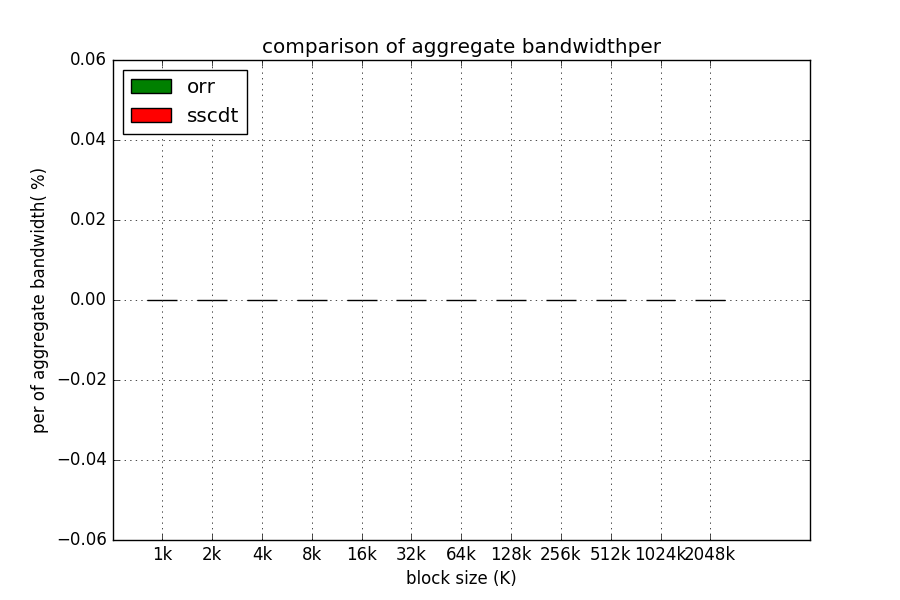 comparison of aggregate bandwidthper
orr
sscdt
0.06
0.04
0.02
0.00
−0.02
−0.04
−0.06
per of aggregate bandwidth( %)
1k 2k 4k 8k 16k 32k 64k 128k 256k 512k 1024k 2048k
block size (K)